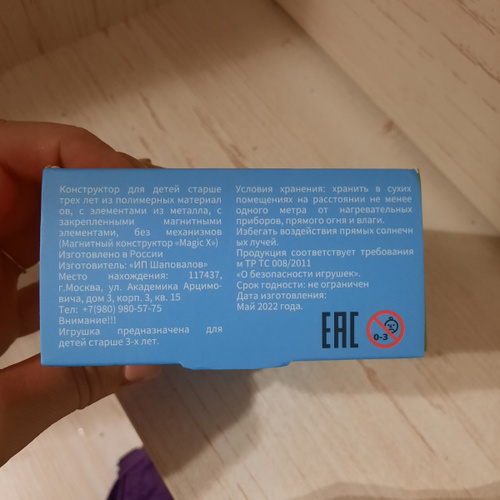 Конструктор для детей старше
трех лет из полимерных материал
ов, с элементами из металла, с
закрепленными магнитными
элементами, без механизмов
(Магнитный конструктор «Magic X»)
Изготовлено в России
Изготовитель: «ИП Шаповалов»
Место нахождения: 117437,
г.Москва, ул. Академика Арцимо-
вича, дом 3, корп. 3, кв. 15
Тел: +7(980) 980-57-75
Внимание!!!
Игрушка предназначена для
детей старше 3-х лет.
Условия хранения: хранить в сухих
помещениях на расстоянии не менее
одного метра от нагревательных
приборов, прямого огня и влаги.
Избегать воздействия прямых солнечн
ых лучей.
Продукция соответствует требования
м ТР ТС 008/2011
«О безопасности игрушек».
Срок годности: не ограничен
Дата изготовления:
Май 2022 года.
ЕАС
0-3